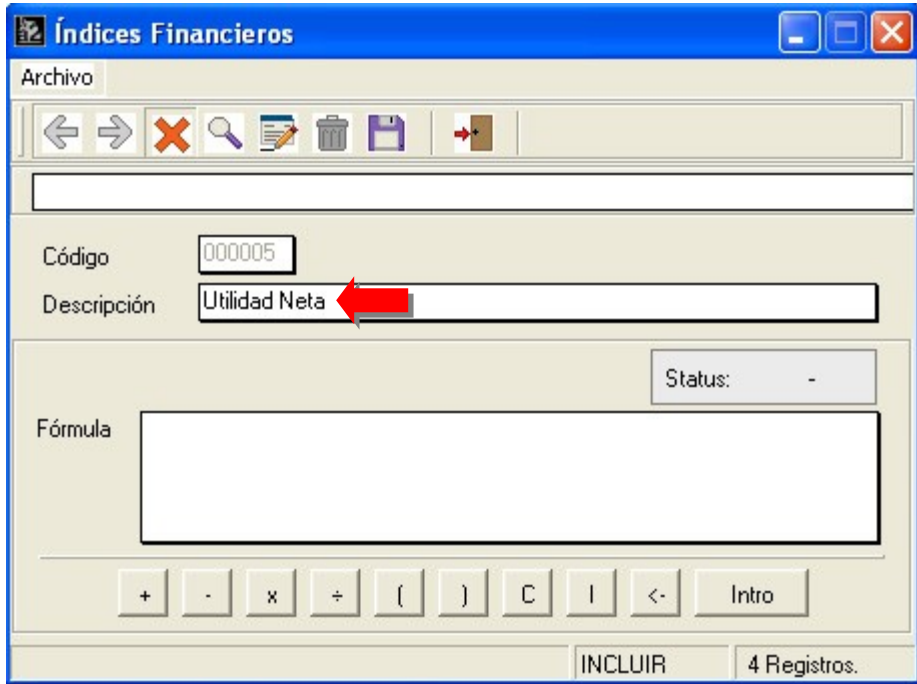 Índices Financieros
Archivo
Código 000005
Descripción Utilidad Neta
Status: -
Fórmula
+ - x ÷ ( ) C I <- Intro
INCLUIR 4 Registros.